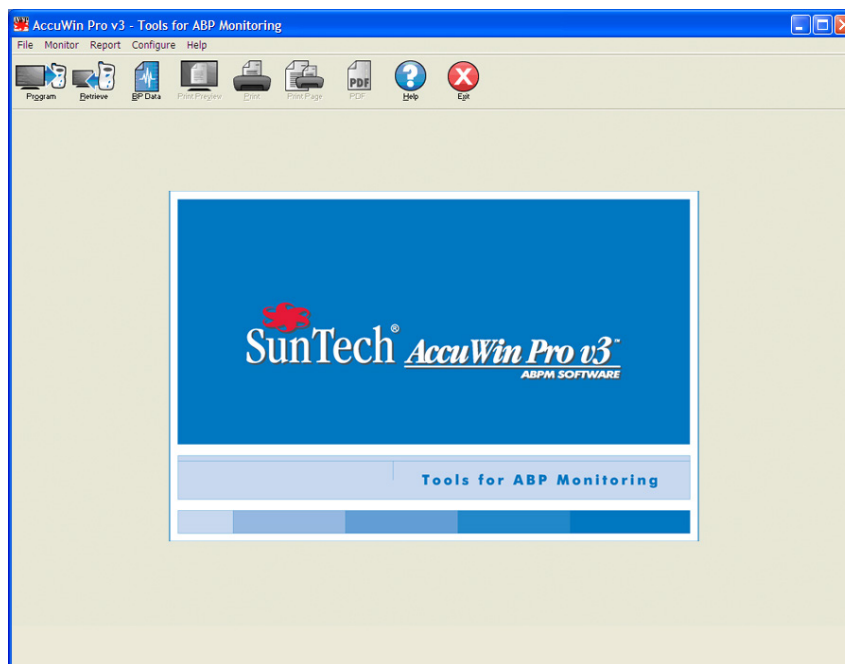 AccuWin Pro v3 - Tools for ABP Monitoring
File Monitor Report Configure Help
Program Retrieve BP Data Print Preview Print Print Page PDF Help Exit
PDF
SunTech® AccuWin Pro v3™
ABPM SOFTWARE
Tools for ABP Monitoring